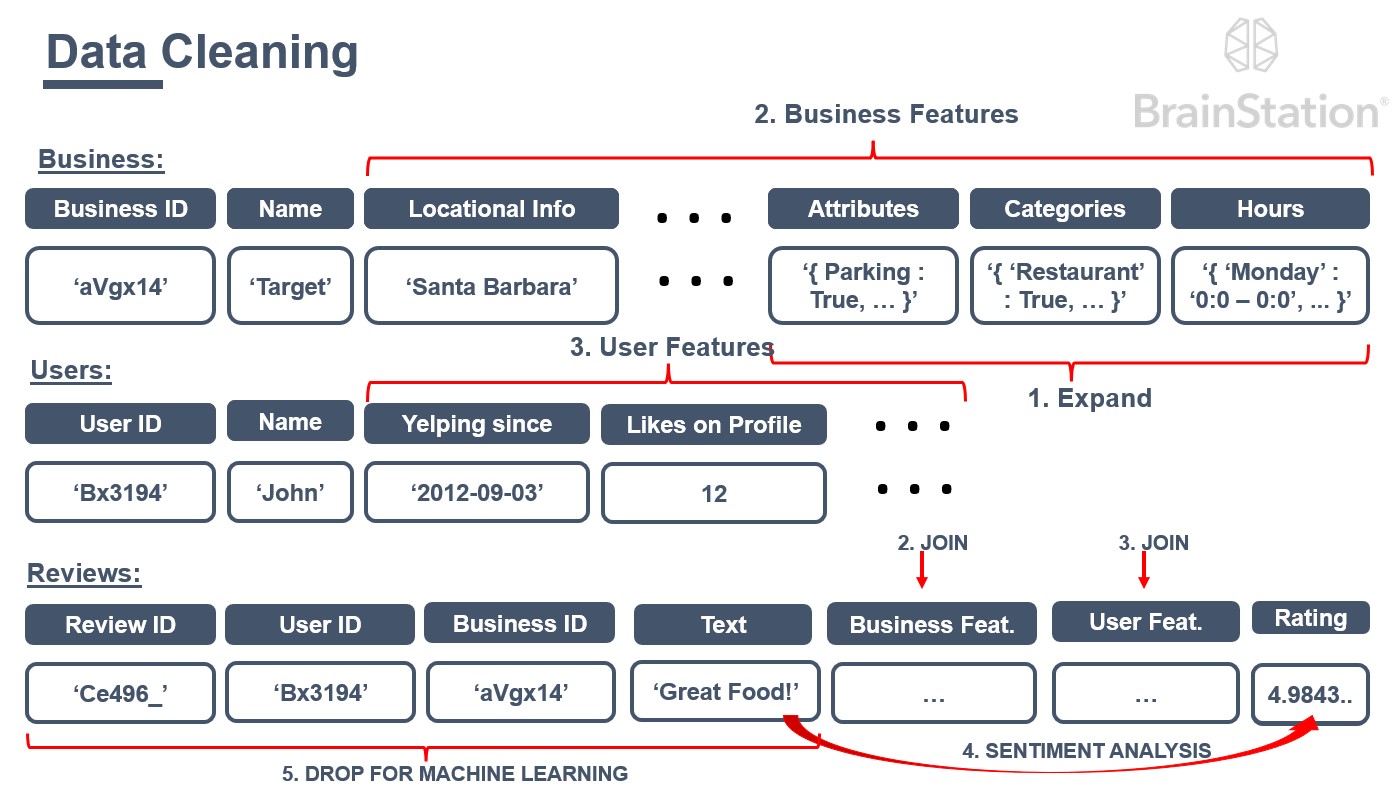 Data Cleaning
BrainStation®
2. Business Features
Business:
Business ID
Name
Locational Info
• • •
Attributes
Categories
Hours
‘aVgx14’
‘Target’
‘Santa Barbara’
• • •
‘{ Parking :
True, … }’
‘{ ‘Restaurant’
: True, … }’
‘{ ‘Monday’ :
‘0:0 – 0:0’, ... }’
3. User Features
1. Expand
Users:
User ID
Name
Yelping since
Likes on Profile
• • •
‘Bx3194’
‘John’
‘2012-09-03’
12
• • •
2. JOIN
3. JOIN
Reviews:
Review ID
User ID
Business ID
Text
Business Feat.
User Feat.
Rating
‘Ce496_’
‘Bx3194’
‘aVgx14’
‘Great Food!’
…
…
4.9843..
4. SENTIMENT ANALYSIS
5. DROP FOR MACHINE LEARNING